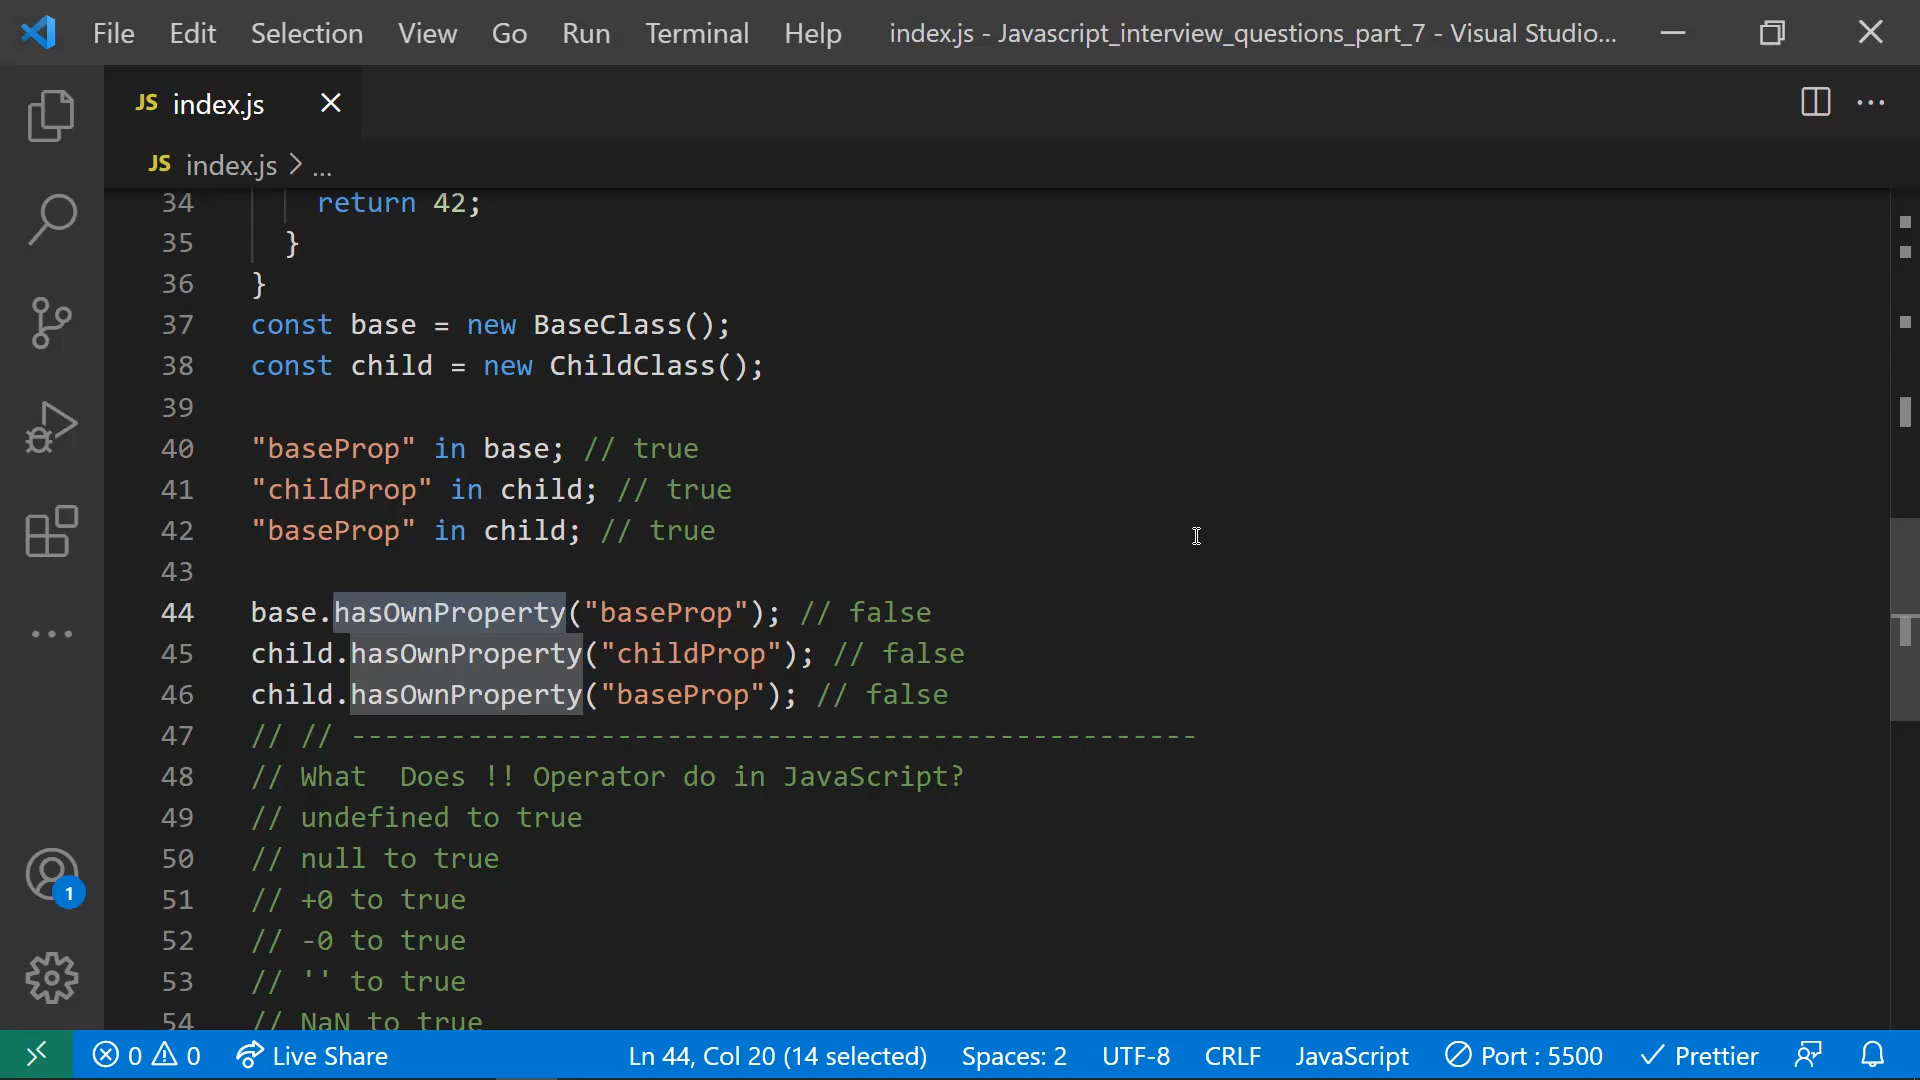 File Edit Selection View Go Run Terminal Help index.js - Javascript_interview_questions_part_7 - Visual Studio...
JS index.js
JS index.js > ...
34 return 42;
35 }
36 }
37 const base = new BaseClass();
38 const child = new ChildClass();
39
40 "baseProp" in base; // true
41 "childProp" in child; // true
42 "baseProp" in child; // true
43
44 base.hasOwnProperty("baseProp"); // false
45 child.hasOwnProperty("childProp"); // false
46 child.hasOwnProperty("baseProp"); // false
47 // // ---------------------------------------------------
48 // What  Does !! Operator do in JavaScript?
49 // undefined to true
50 // null to true
51 // +0 to true
52 // -0 to true
53 // '' to true
54 // NaN to true
1
0 0 Live Share Ln 44, Col 20 (14 selected) Spaces: 2 UTF-8 CRLF JavaScript Port : 5500 Prettier